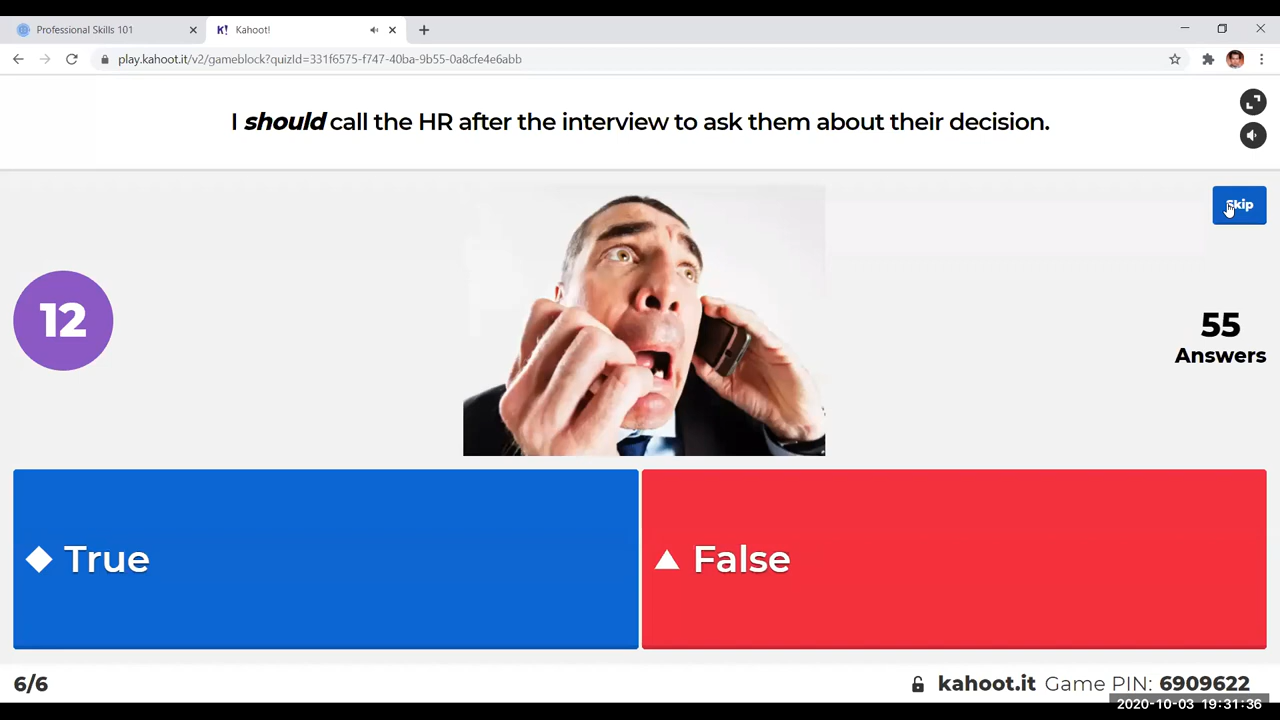 Professional Skills 101
K! Kahoot!
play.kahoot.it/v2/gameblock?quizId=331f6575-f747-40ba-9b55-0a8cfe4e6abb
I should call the HR after the interview to ask them about their decision.
Skip
12
55
Answers
True
False
6/6
kahoot.it Game PIN: 6909622
2020-10-03 19:31:36